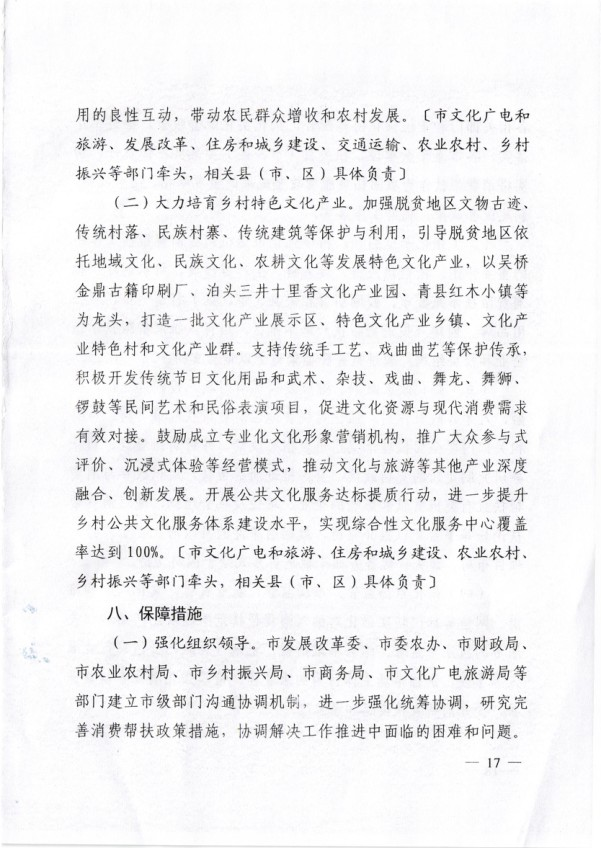 用的良性互动，带动农民群众增收和农村发展。〔市文化广电和
旅游、发展改革、住房和城乡建设、交通运输、农业农村、乡村
振兴等部门牵头，相关县（市、区）具体负责〕
（二）大力培育乡村特色文化产业。加强脱贫地区文物古迹、
传统村落、民族村寨、传统建筑等保护与利用，引导脱贫地区依
托地域文化、民族文化、农耕文化等发展特色文化产业，以吴桥
金鼎古籍印刷厂、泊头三井十里香文化产业园、青县红木小镇等
为龙头，打造一批文化产业展示区、特色文化产业乡镇、文化产
业特色村和文化产业群。支持传统手工艺、戏曲曲艺等保护传承，
积极开发传统节日文化用品和武术、杂技、戏曲、舞龙、舞狮、
锣鼓等民间艺术和民俗表演项目，促进文化资源与现代消费需求
有效对接。鼓励成立专业化文化形象营销机构，推广大众参与式
评价、沉浸式体验等经营模式，推动文化与旅游等其他产业深度
融合、创新发展。开展公共文化服务达标提质行动，进一步提升
乡村公共文化服务体系建设水平，实现综合性文化服务中心覆盖
率达到100%。〔市文化广电和旅游、住房和城乡建设、农业农村、
乡村振兴等部门牵头，相关县（市、区）具体负责〕
八、保障措施
（一）强化组织领导。市发展改革委、市委农办、市财政局、
市农业农村局、市乡村振兴局、市商务局、市文化广电旅游局等
部门建立市级部门沟通协调机制，进一步强化统筹协调，研究完
善消费帮扶政策措施，协调解决工作推进中面临的困难和问题。
— 17 —